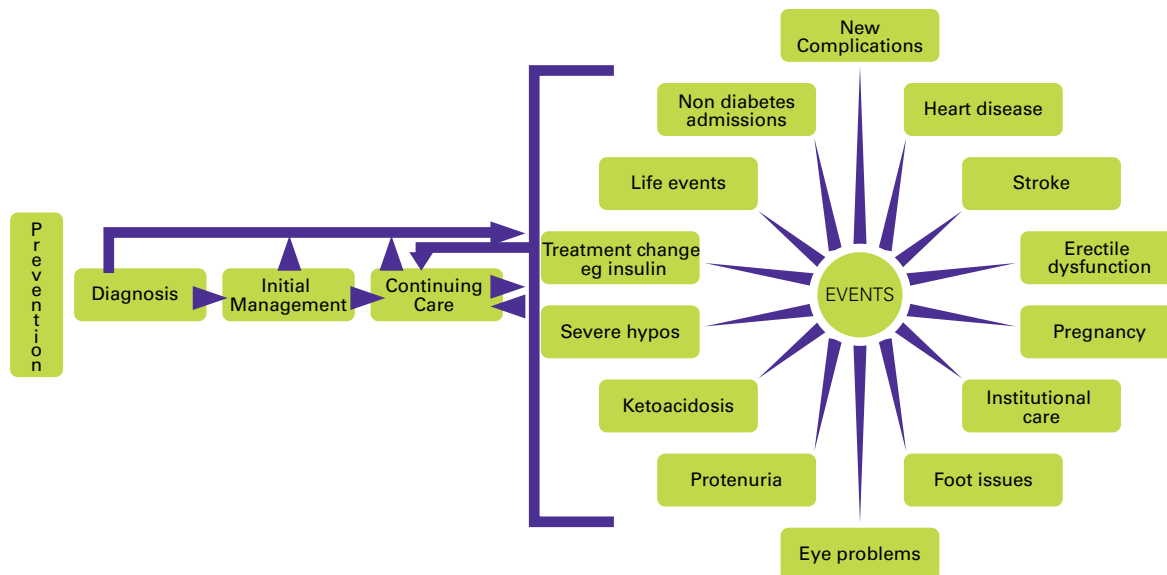 Prevention
Diagnosis
Initial
Management
Continuing
Care
New
Complications
Non diabetes
admissions
Heart disease
Life events
Stroke
Treatment change
eg insulin
Erectile
dysfunction
EVENTS
Severe hypos
Pregnancy
Ketoacidosis
Institutional
care
Protenuria
Foot issues
Eye problems